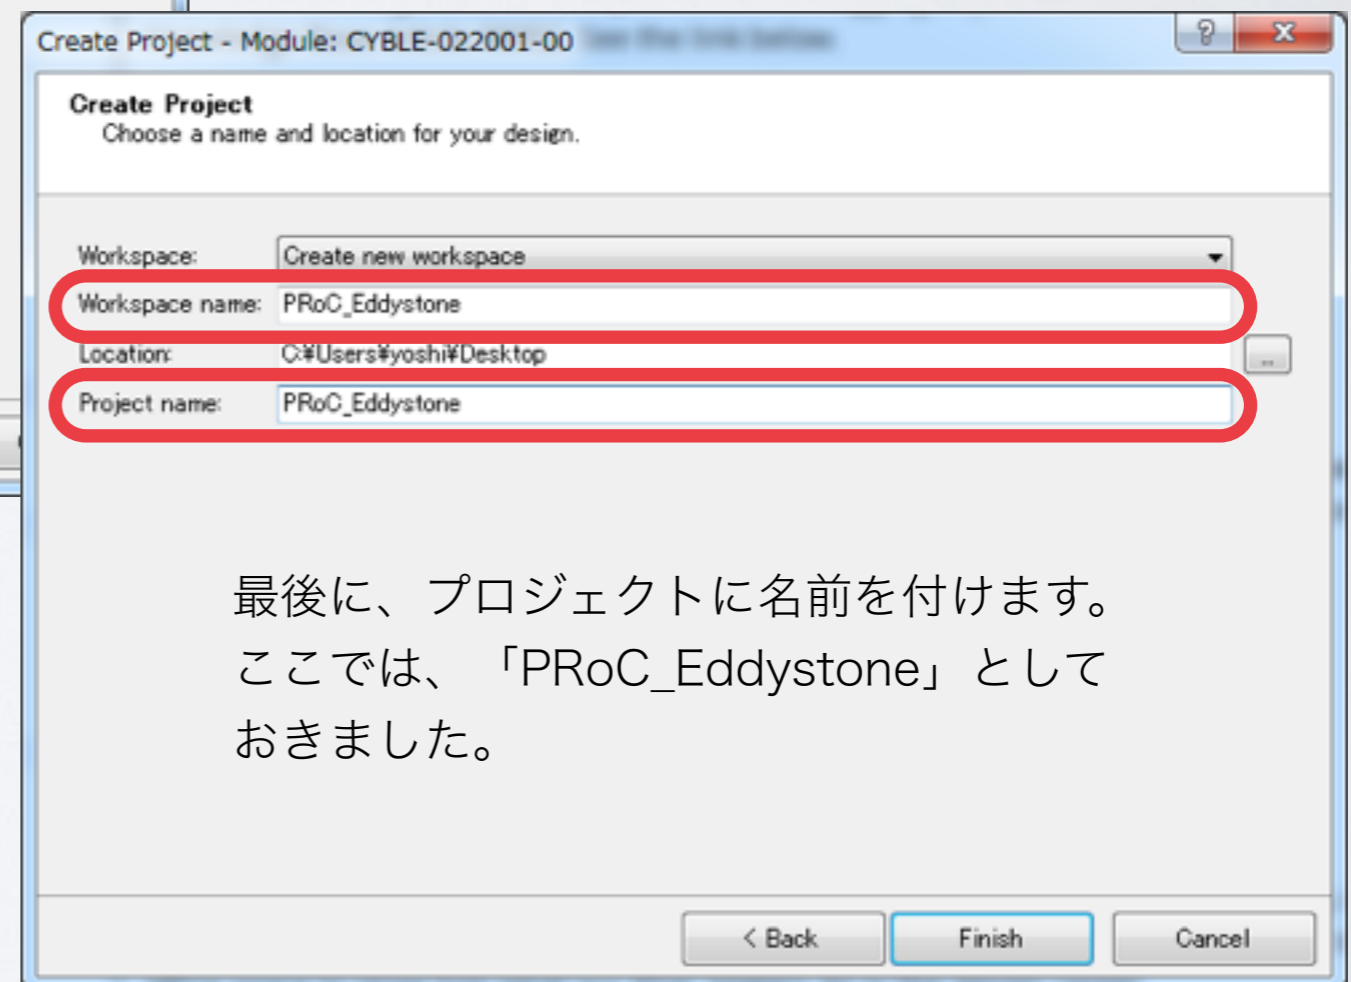 Create Project - Module: CYBLE-022001-00
Create Project
Choose a name and location for your design.
Workspace: Create new workspace
Workspace name: PRoC_Eddystone
Location: C:¥Users¥yoshi¥Desktop
...
Project name: PRoC_Eddystone
最後に、プロジェクトに名前を付けます。
ここでは、「PRoC_Eddystone」として
おきました。
< Back Finish Cancel